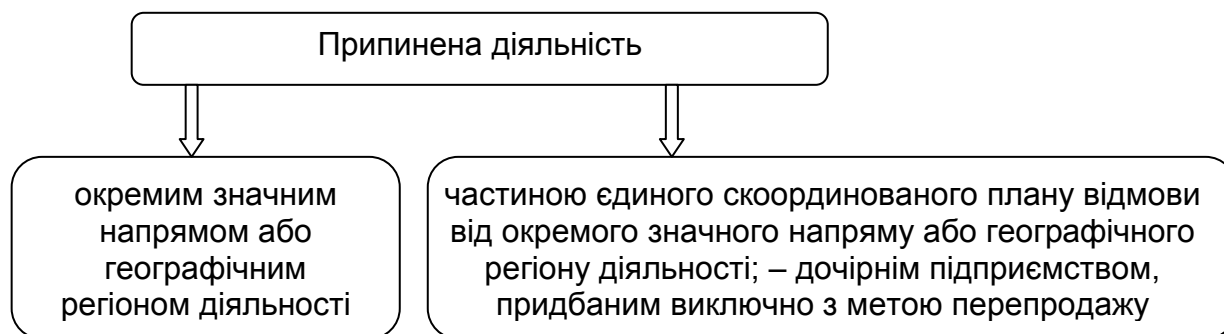 Припинена діяльність
окремим значним
напрямом або
географічним
регіоном діяльності
частиною єдиного скоординованого плану відмови
від окремого значного напряму або географічного
регіону діяльності; – дочірнім підприємством,
придбаним виключно з метою перепродажу